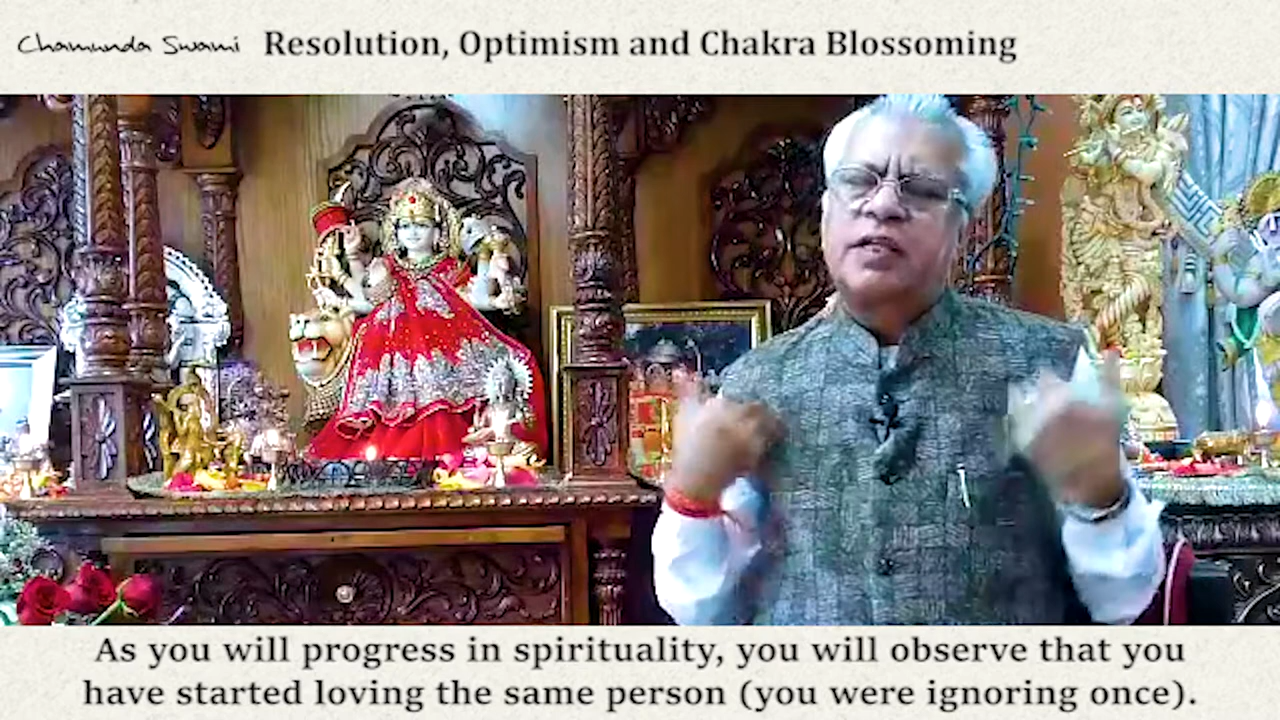 Chamunda Swami Resolution, Optimism and Chakra Blossoming
As you will progress in spirituality, you will observe that you
have started loving the same person (you were ignoring once).